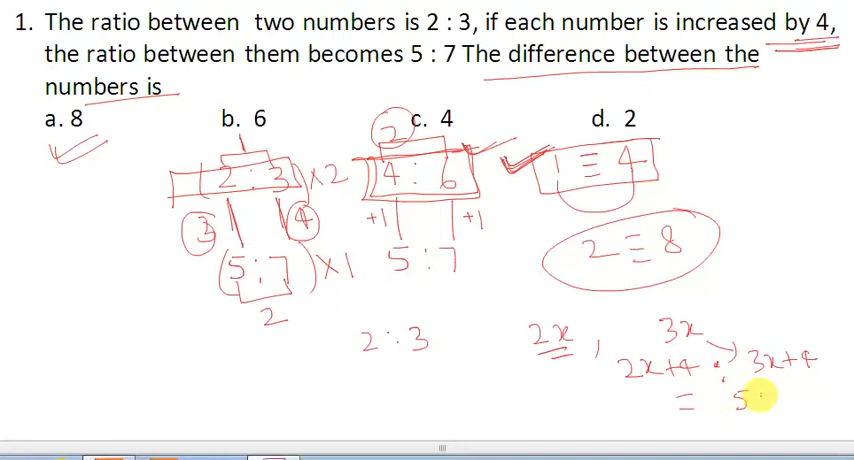 1. The ratio between two numbers is 2 : 3, if each number is increased by 4,
the ratio between them becomes 5 : 7 The difference between the
numbers is
a. 8 b. 6 c. 4 d. 2
1 2
(2 : 3) ×2 4 : 6 1 ≡ 4
3 4 +1 +1
(5 : 7) ×1 5 : 7 2 ≡ 8
2
2 : 3 2x , 3x
2x+4 : 3x+4
= 5 :